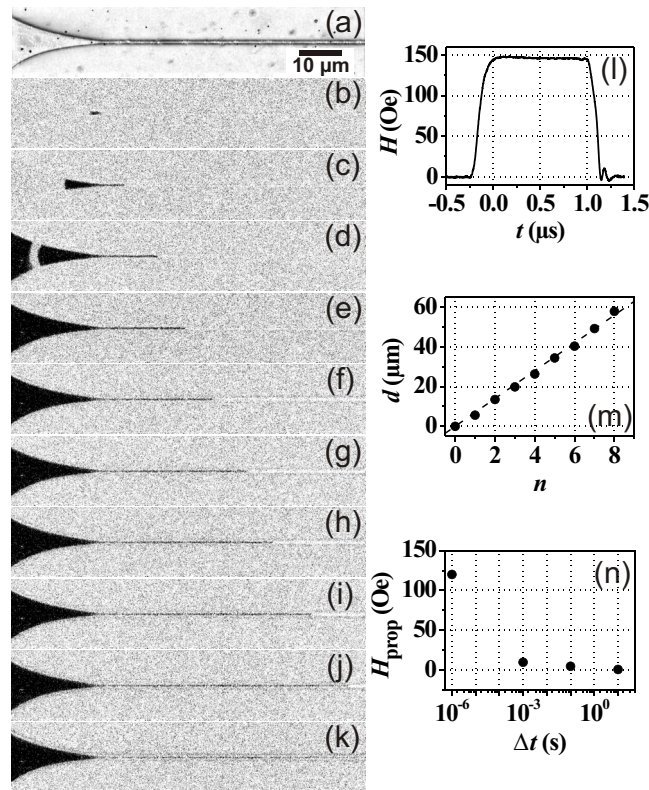 (a)
10 μm
(b)
(c)
(d)
(e)
(f)
(g)
(h)
(i)
(j)
(k)
150
100
50
0
H (Oe)
(l)
-0.5 0.0 0.5 1.0 1.5
t (μs)
60
40
20
0
d (μm)
(m)
0 2 4 6 8
n
150
100
50
0
H_prop (Oe)
(n)
10⁻⁶ 10⁻³ 10⁰
Δt (s)